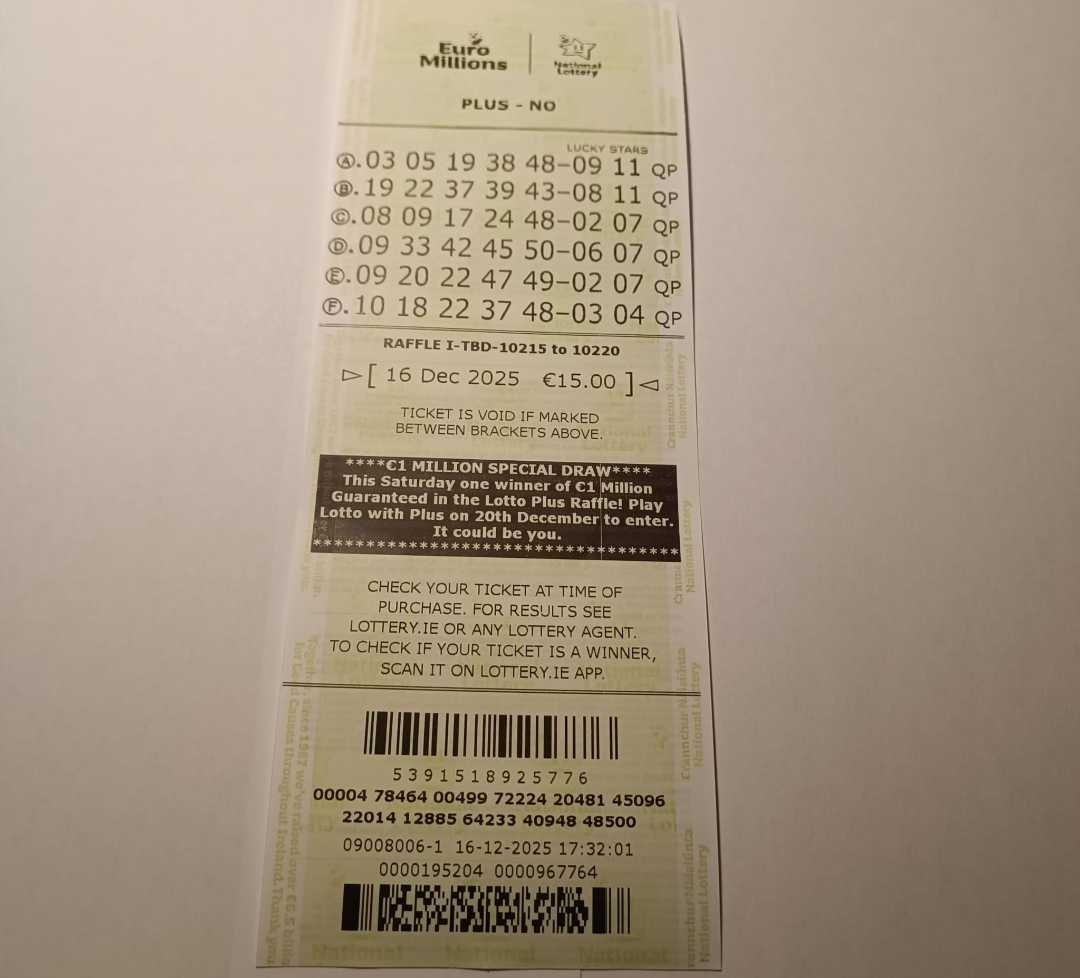 Euro Millions
National Lottery
PLUS - NO
LUCKY STARS
Ⓐ.03 05 19 38 48-09 11 QP
Ⓑ.19 22 37 39 43-08 11 QP
Ⓒ.08 09 17 24 48-02 07 QP
Ⓓ.09 33 42 45 50-06 07 QP
Ⓔ.09 20 22 47 49-02 07 QP
Ⓕ.10 18 22 37 48-03 04 QP
RAFFLE I-TBD-10215 to 10220
▷[ 16 Dec 2025 €15.00 ]◁
TICKET IS VOID IF MARKED
BETWEEN BRACKETS ABOVE.
****€1 MILLION SPECIAL DRAW****
This Saturday one winner of €1 Million
Guaranteed in the Lotto Plus Raffle! Play
Lotto with Plus on 20th December to enter.
It could be you.
*********************************
CHECK YOUR TICKET AT TIME OF
PURCHASE. FOR RESULTS SEE
LOTTERY.IE OR ANY LOTTERY AGENT.
TO CHECK IF YOUR TICKET IS A WINNER,
SCAN IT ON LOTTERY.IE APP.
5391518925776
00004 78464 00499 72224 20481 45096
22014 12885 64233 40948 48500
09008006-1 16-12-2025 17:32:01
0000195204 0000967764
National National National
Crannchur Náisiúnta
National Lottery